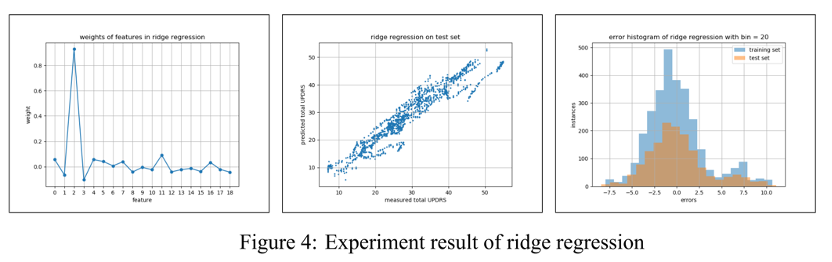 weights of features in ridge regression
0.8
0.6
0.4
0.2
0.0
weight
0 1 2 3 4 5 6 7 8 9 10 11 12 13 14 15 16 17 18
feature
ridge regression on test set
50
40
30
20
10
predicted total UPDRS
10 20 30 40 50
measured total UPDRS
error histogram of ridge regression with bin = 20
training set
test set
500
400
300
200
100
0
instances
−7.5 −5.0 −2.5 0.0 2.5 5.0 7.5 10.0
errors
Figure 4: Experiment result of ridge regression